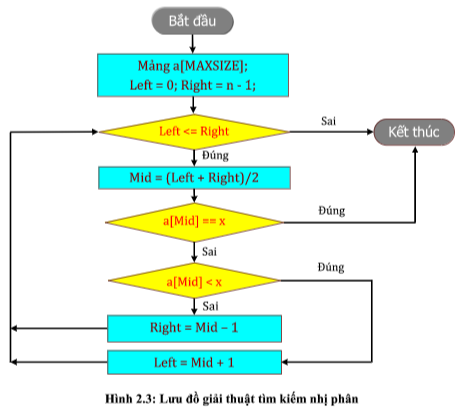 Bắt đầu
Mảng a[MAXSIZE];
Left = 0; Right = n - 1;
Left <= Right
Sai
Kết thúc
Đúng
Mid = (Left + Right)/2
a[Mid] == x
Đúng
Sai
a[Mid] < x
Đúng
Sai
Right = Mid – 1
Left = Mid + 1
Hình 2.3: Lưu đồ giải thuật tìm kiếm nhị phân